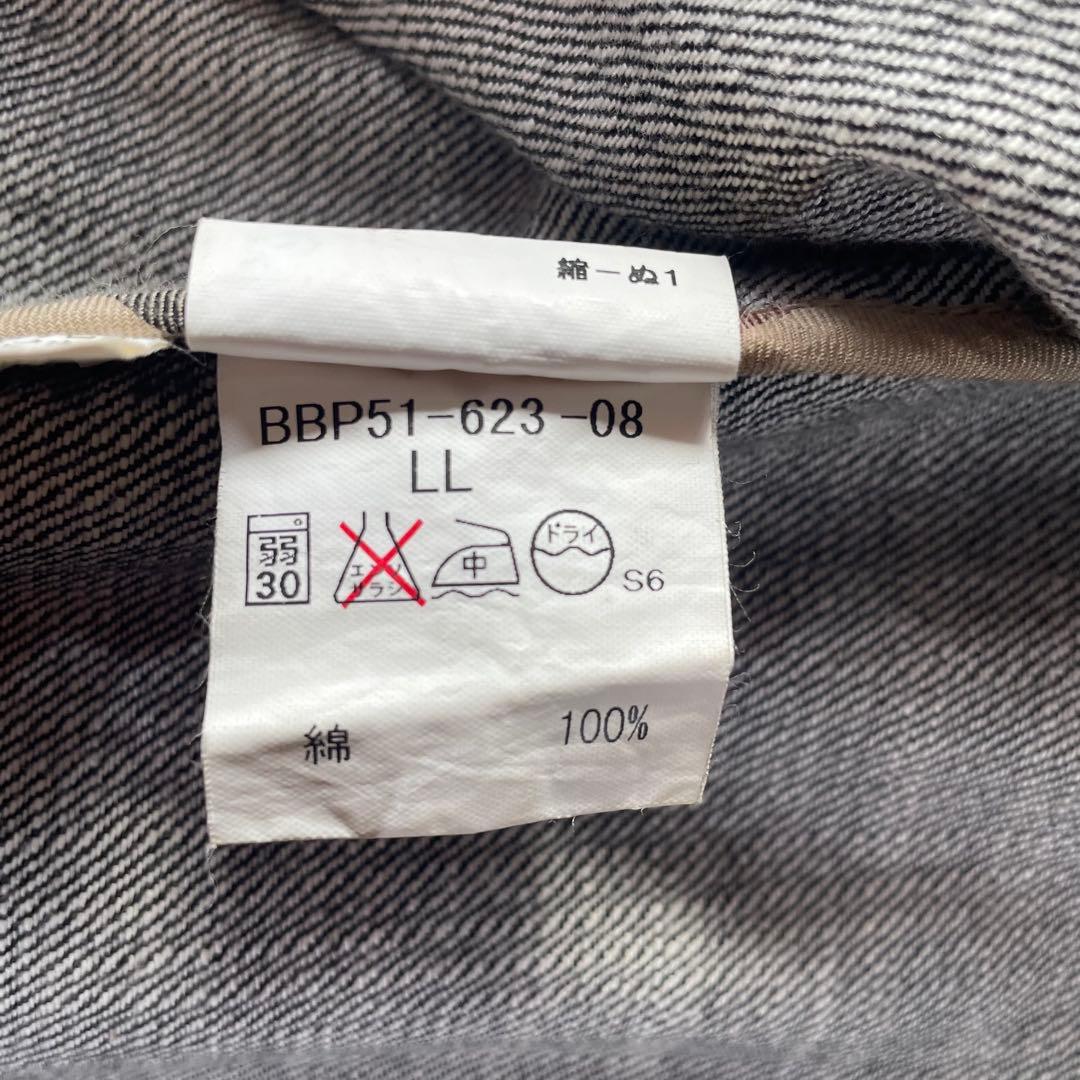 縮ーぬ1
BBP51-623-08
LL
弱 30
エンソ サラシ
中
ドライ
S6
綿 100%